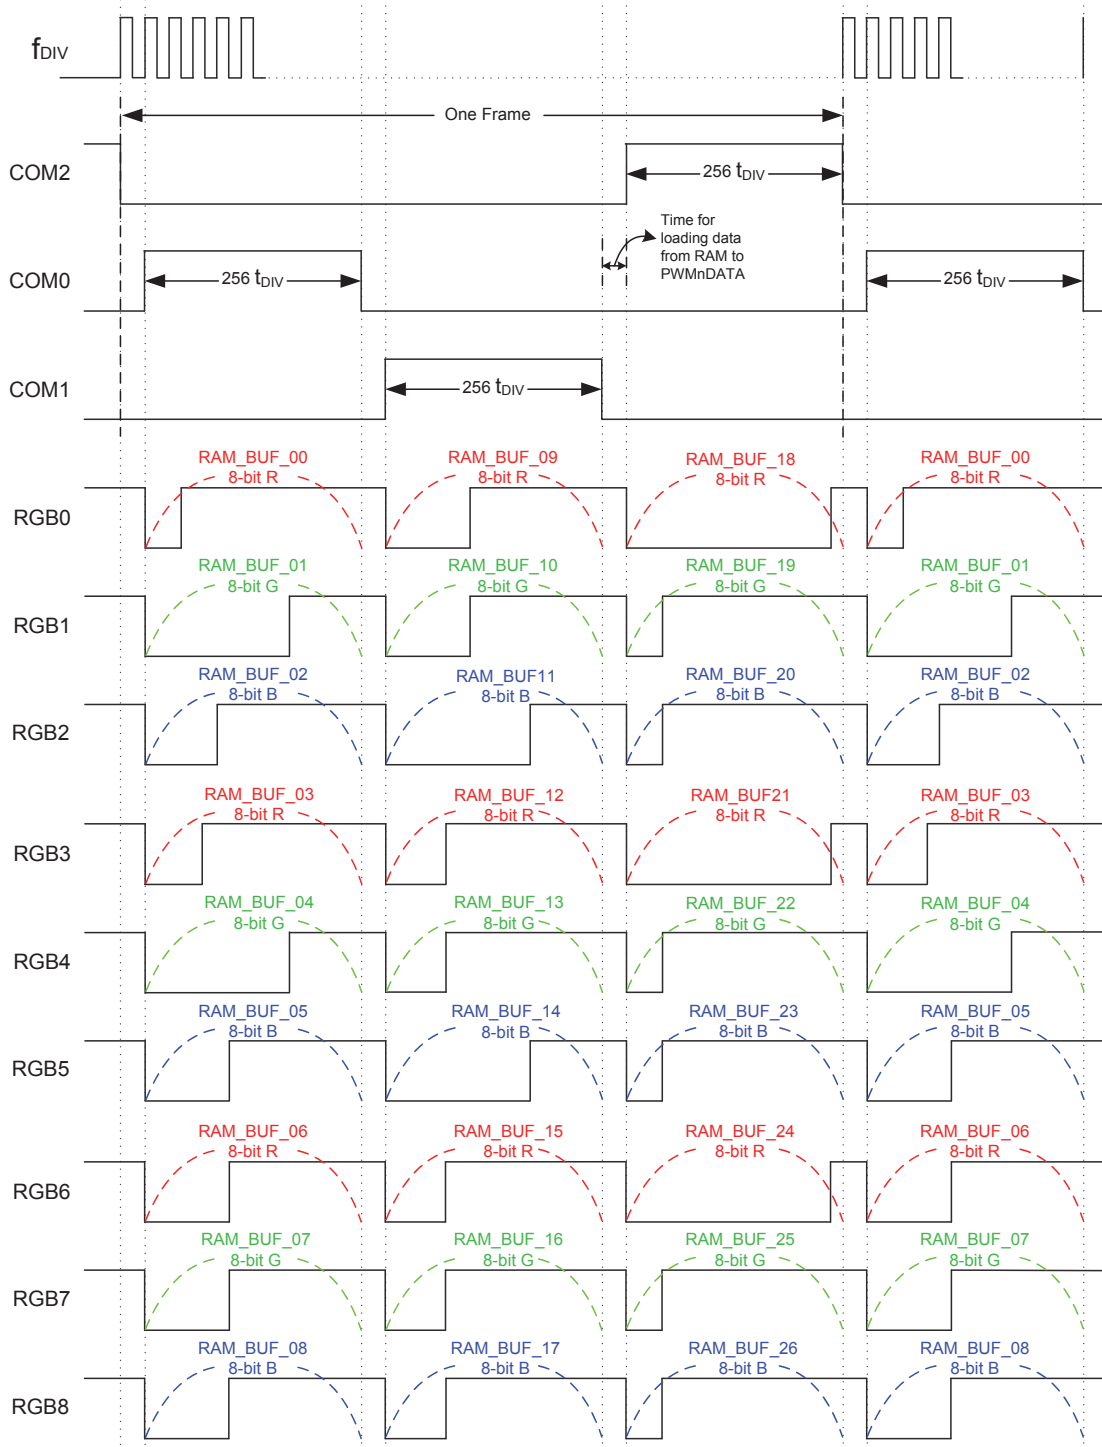 fDIV
One Frame
COM2
256 tDIV
Time for
loading data
from RAM to
PWMnDATA
COM0
256 tDIV
256 tDIV
COM1
256 tDIV
RAM_BUF_00
8-bit R
RAM_BUF_09
8-bit R
RAM_BUF_18
8-bit R
RAM_BUF_00
8-bit R
RGB0
RAM_BUF_01
8-bit G
RAM_BUF_10
8-bit G
RAM_BUF_19
8-bit G
RAM_BUF_01
8-bit G
RGB1
RAM_BUF_02
8-bit B
RAM_BUF11
8-bit B
RAM_BUF_20
8-bit B
RAM_BUF_02
8-bit B
RGB2
RAM_BUF_03
8-bit R
RAM_BUF_12
8-bit R
RAM_BUF21
8-bit R
RAM_BUF_03
8-bit R
RGB3
RAM_BUF_04
8-bit G
RAM_BUF_13
8-bit G
RAM_BUF_22
8-bit G
RAM_BUF_04
8-bit G
RGB4
RAM_BUF_05
8-bit B
RAM_BUF_14
8-bit B
RAM_BUF_23
8-bit B
RAM_BUF_05
8-bit B
RGB5
RAM_BUF_06
8-bit R
RAM_BUF_15
8-bit R
RAM_BUF_24
8-bit R
RAM_BUF_06
8-bit R
RGB6
RAM_BUF_07
8-bit G
RAM_BUF_16
8-bit G
RAM_BUF_25
8-bit G
RAM_BUF_07
8-bit G
RGB7
RAM_BUF_08
8-bit B
RAM_BUF_17
8-bit B
RAM_BUF_26
8-bit B
RAM_BUF_08
8-bit B
RGB8